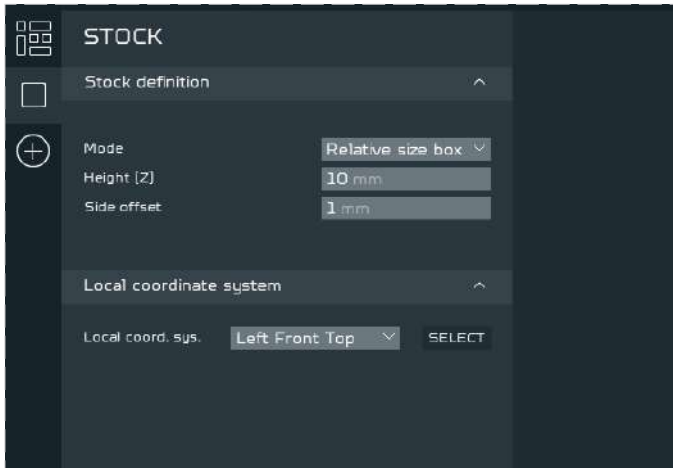 STOCK
Stock definition
Mode Relative size box
Height (Z) 10 mm
Side offset 1 mm
Local coordinate system
Local coord. sys. Left Front Top SELECT